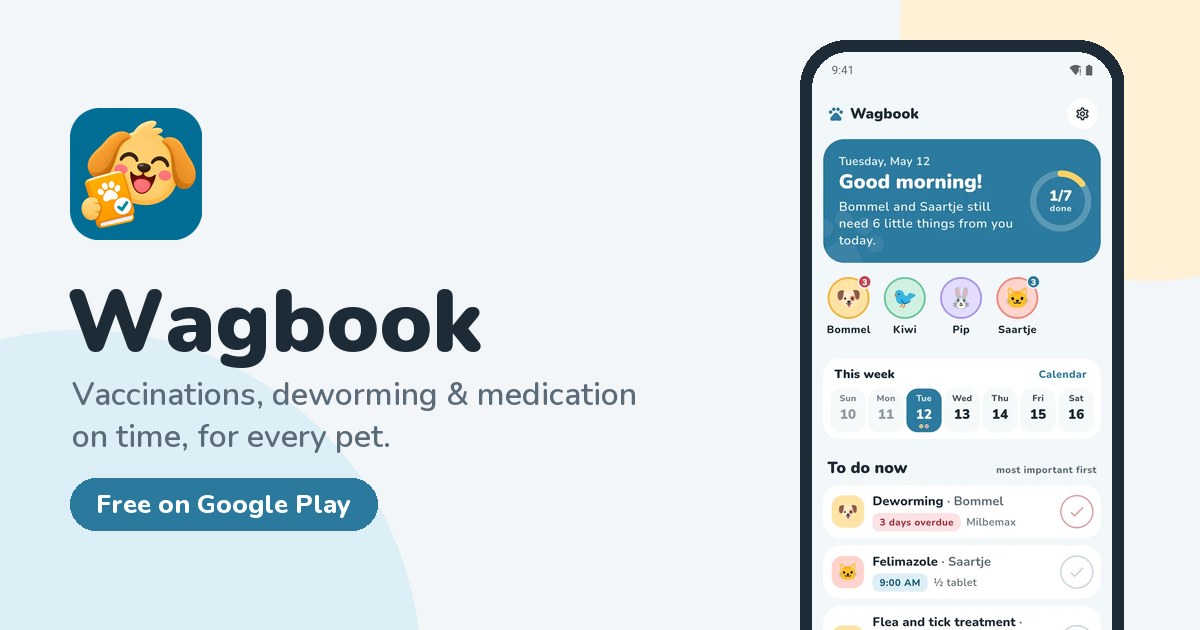 Wagbook
Vaccinations, deworming & medication
on time, for every pet.
Free on Google Play
9:41
Wagbook
Tuesday, May 12
Good morning!
Bommel and Saartje still
need 6 little things from you
today.
1/7
done
3
3
Bommel Kiwi Pip Saartje
This week Calendar
Sun Mon Tue Wed Thu Fri Sat
10 11 12 13 14 15 16
To do now most important first
Deworming · Bommel
3 days overdue Milbemax
Felimazole · Saartje
9:00 AM ½ tablet
Flea and tick treatment ·